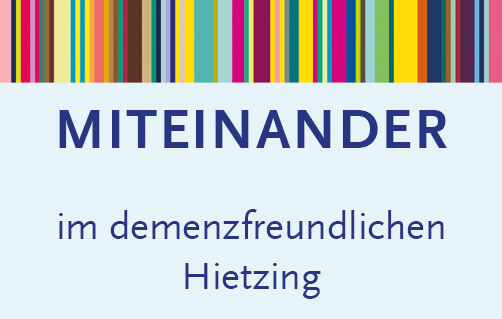 MITEINANDER
im demenzfreundlichen
Hietzing